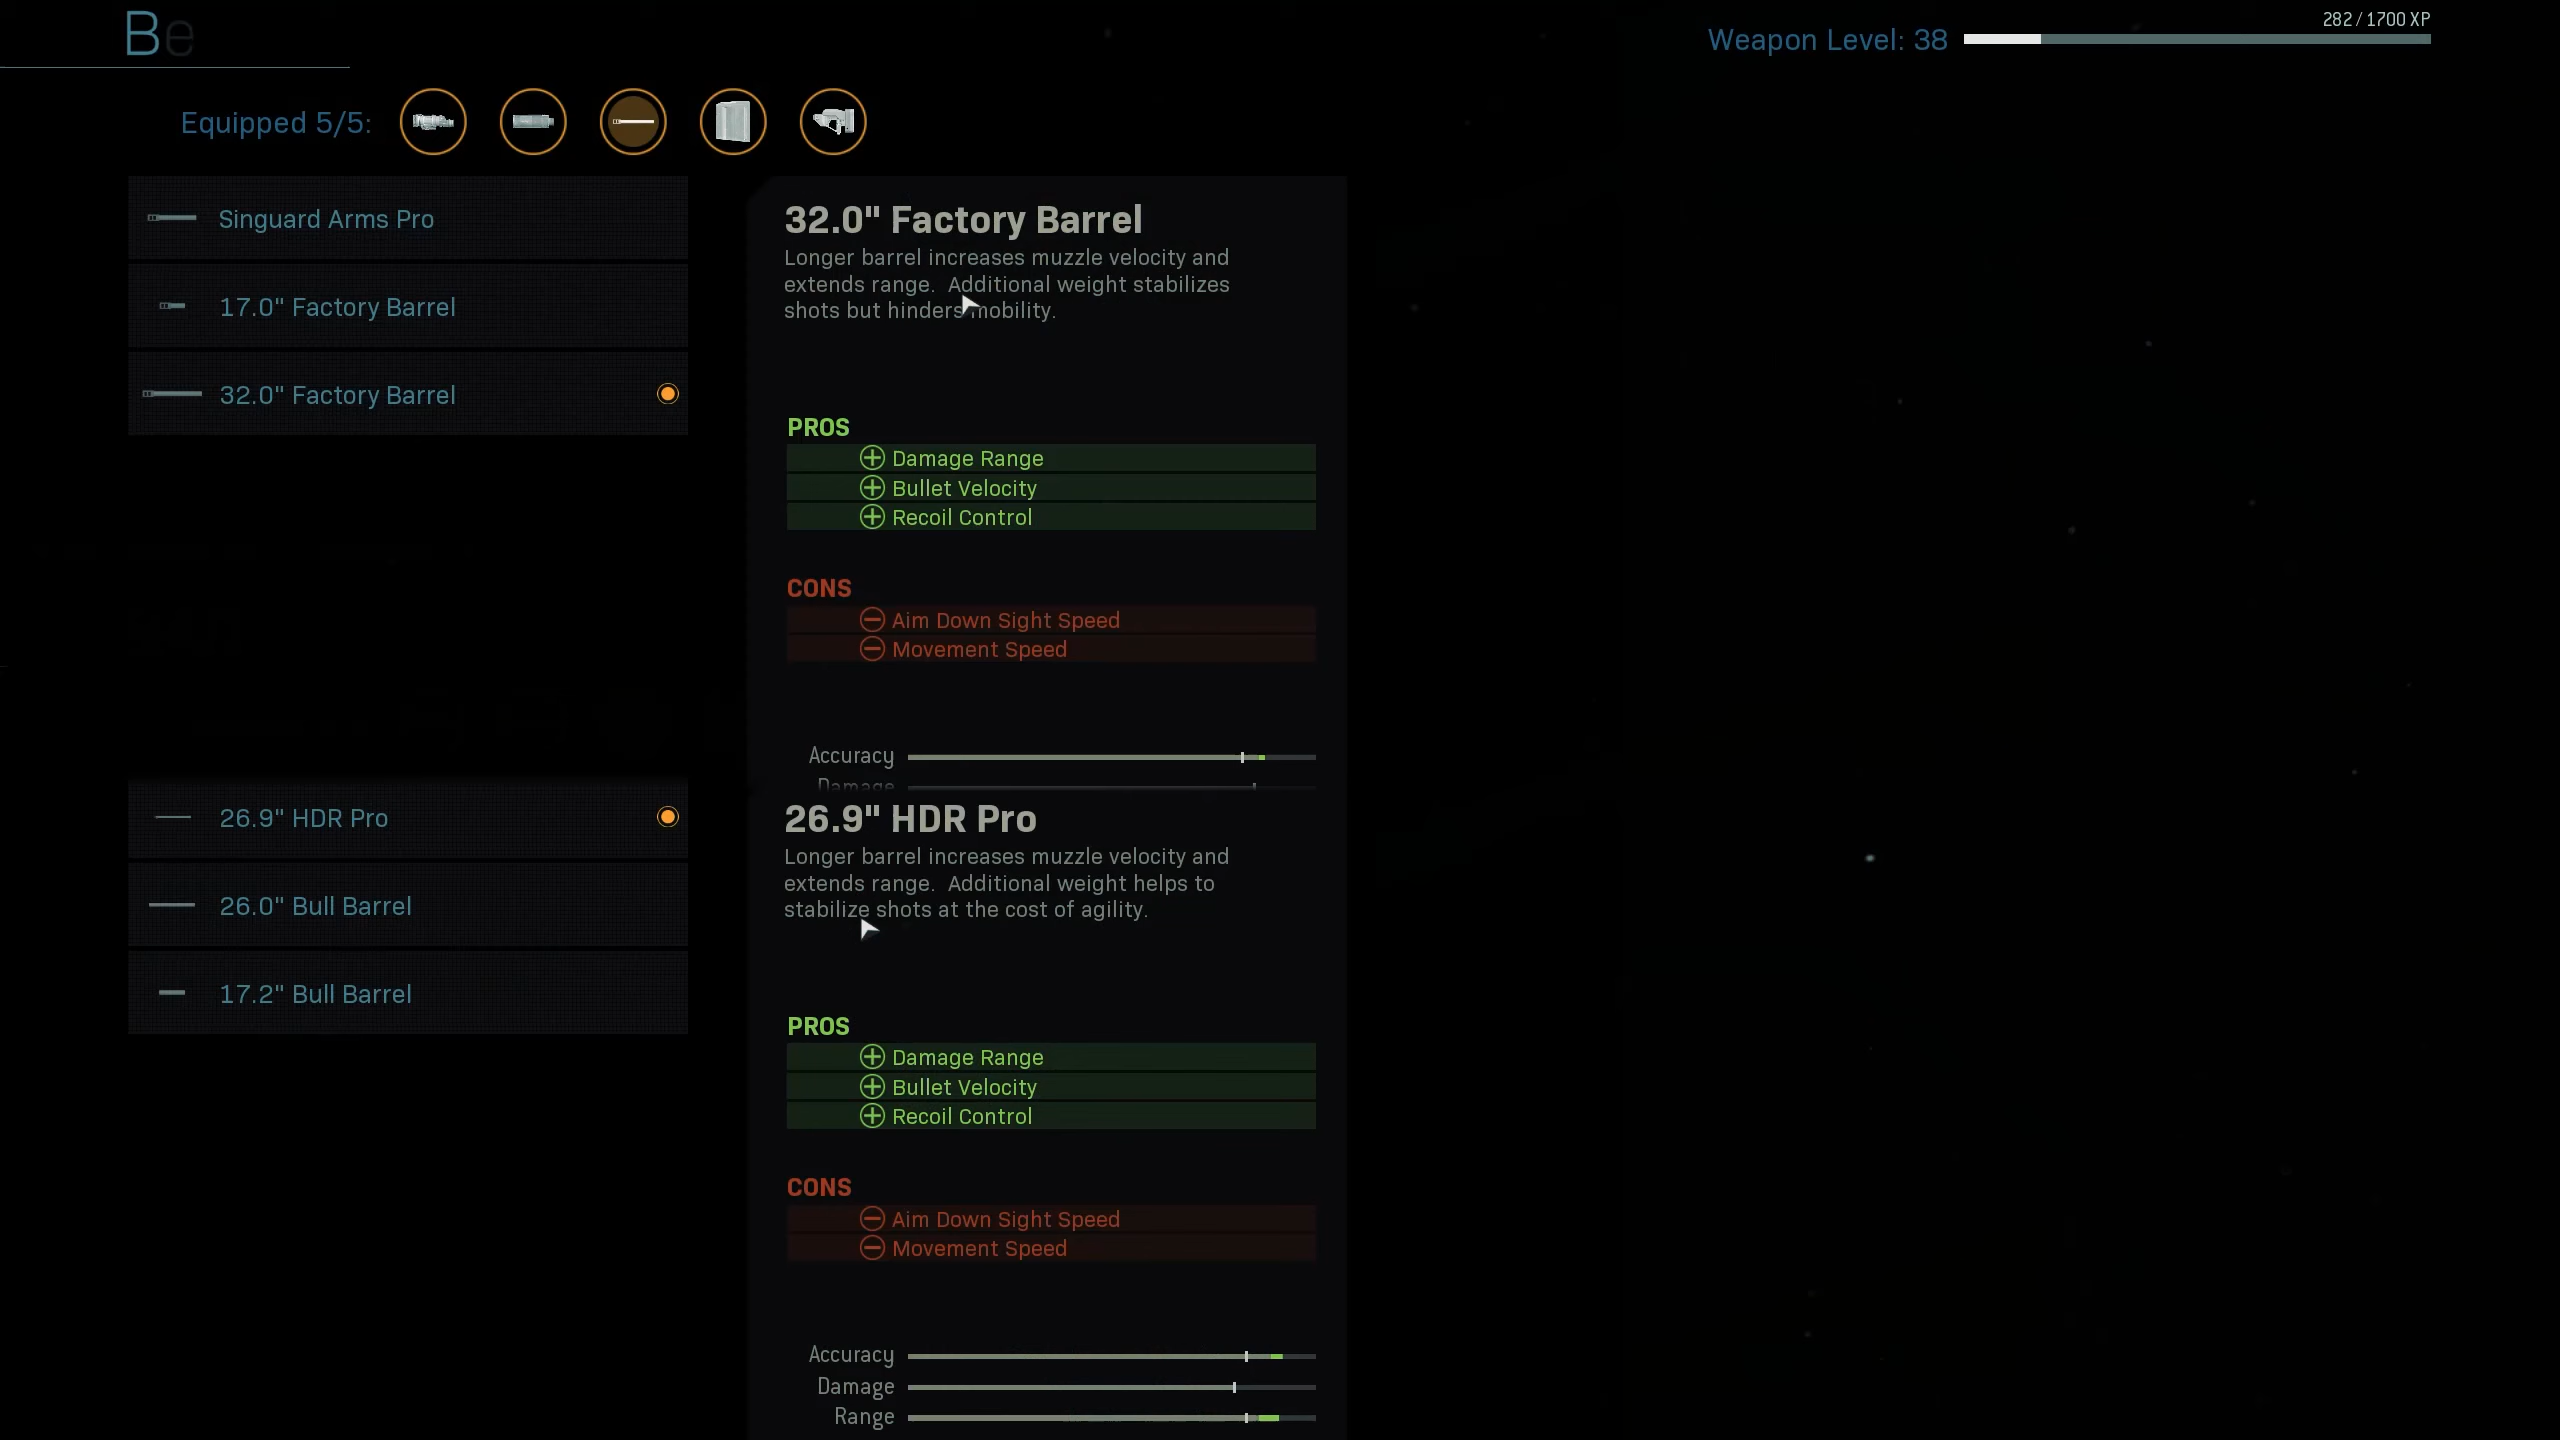 Be
282 / 1700 XP
Weapon Level: 38
Equipped 5/5:
Singuard Arms Pro
17.0" Factory Barrel
32.0" Factory Barrel
32.0" Factory Barrel
Longer barrel increases muzzle velocity and
extends range. Additional weight stabilizes
shots but hinders mobility.
PROS
Damage Range
Bullet Velocity
Recoil Control
CONS
Aim Down Sight Speed
Movement Speed
Accuracy
Damage
26.9" HDR Pro
26.0" Bull Barrel
17.2" Bull Barrel
26.9" HDR Pro
Longer barrel increases muzzle velocity and
extends range. Additional weight helps to
stabilize shots at the cost of agility.
PROS
Damage Range
Bullet Velocity
Recoil Control
CONS
Aim Down Sight Speed
Movement Speed
Accuracy
Damage
Range